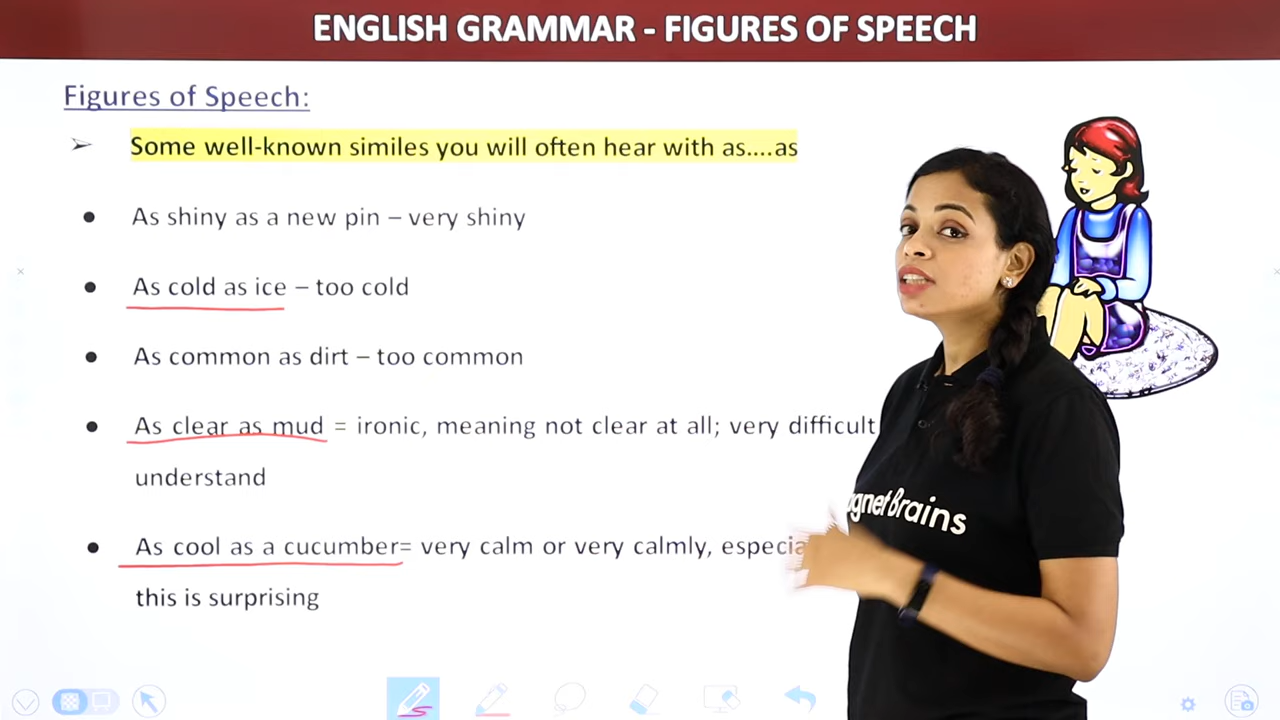 ENGLISH GRAMMAR - FIGURES OF SPEECH
Figures of Speech:
➢ Some well-known similes you will often hear with as....as
● As shiny as a new pin – very shiny
● As cold as ice – too cold
● As common as dirt – too common
● As clear as mud = ironic, meaning not clear at all; very difficult
understand
● As cool as a cucumber= very calm or very calmly, especia
this is surprising
gnet Brains